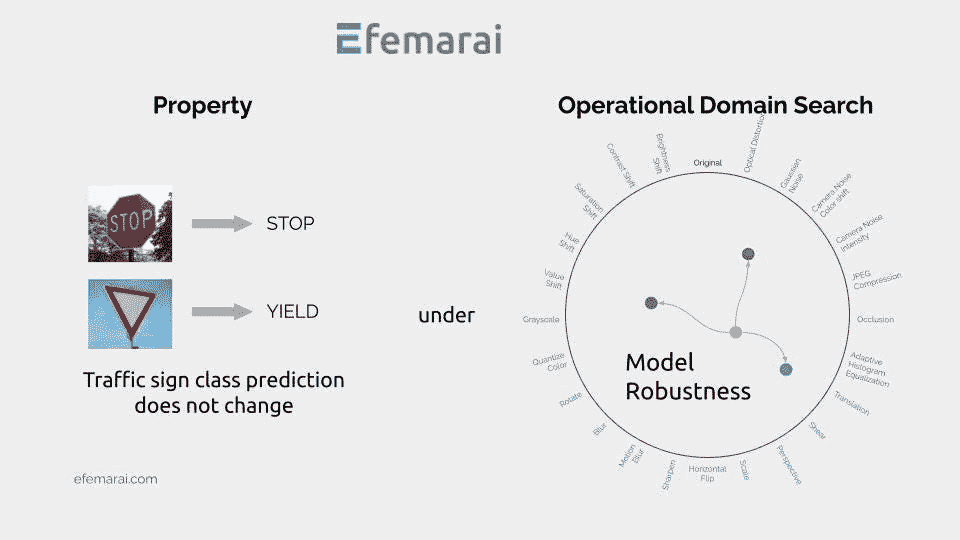 Efemarai
Property
Operational Domain Search
STOP
STOP
YIELD
Traffic sign class prediction
does not change
under
Model
Robustness
Original
Optical Distortion
Gaussian
Noise
Camera Noise
Color shift
Camera Noise
Intensity
JPEG
Compression
Occlusion
Adaptive
Histogram
Equalization
Translation
Shear
Perspective
Scale
Horizontal
Flip
Sharpen
Motion
Blur
Blur
Rotate
Quantize
Color
Grayscale
Value
Shift
Hue
Shift
Saturation
Shift
Contrast Shift
Brightness
Shift
efemarai.com